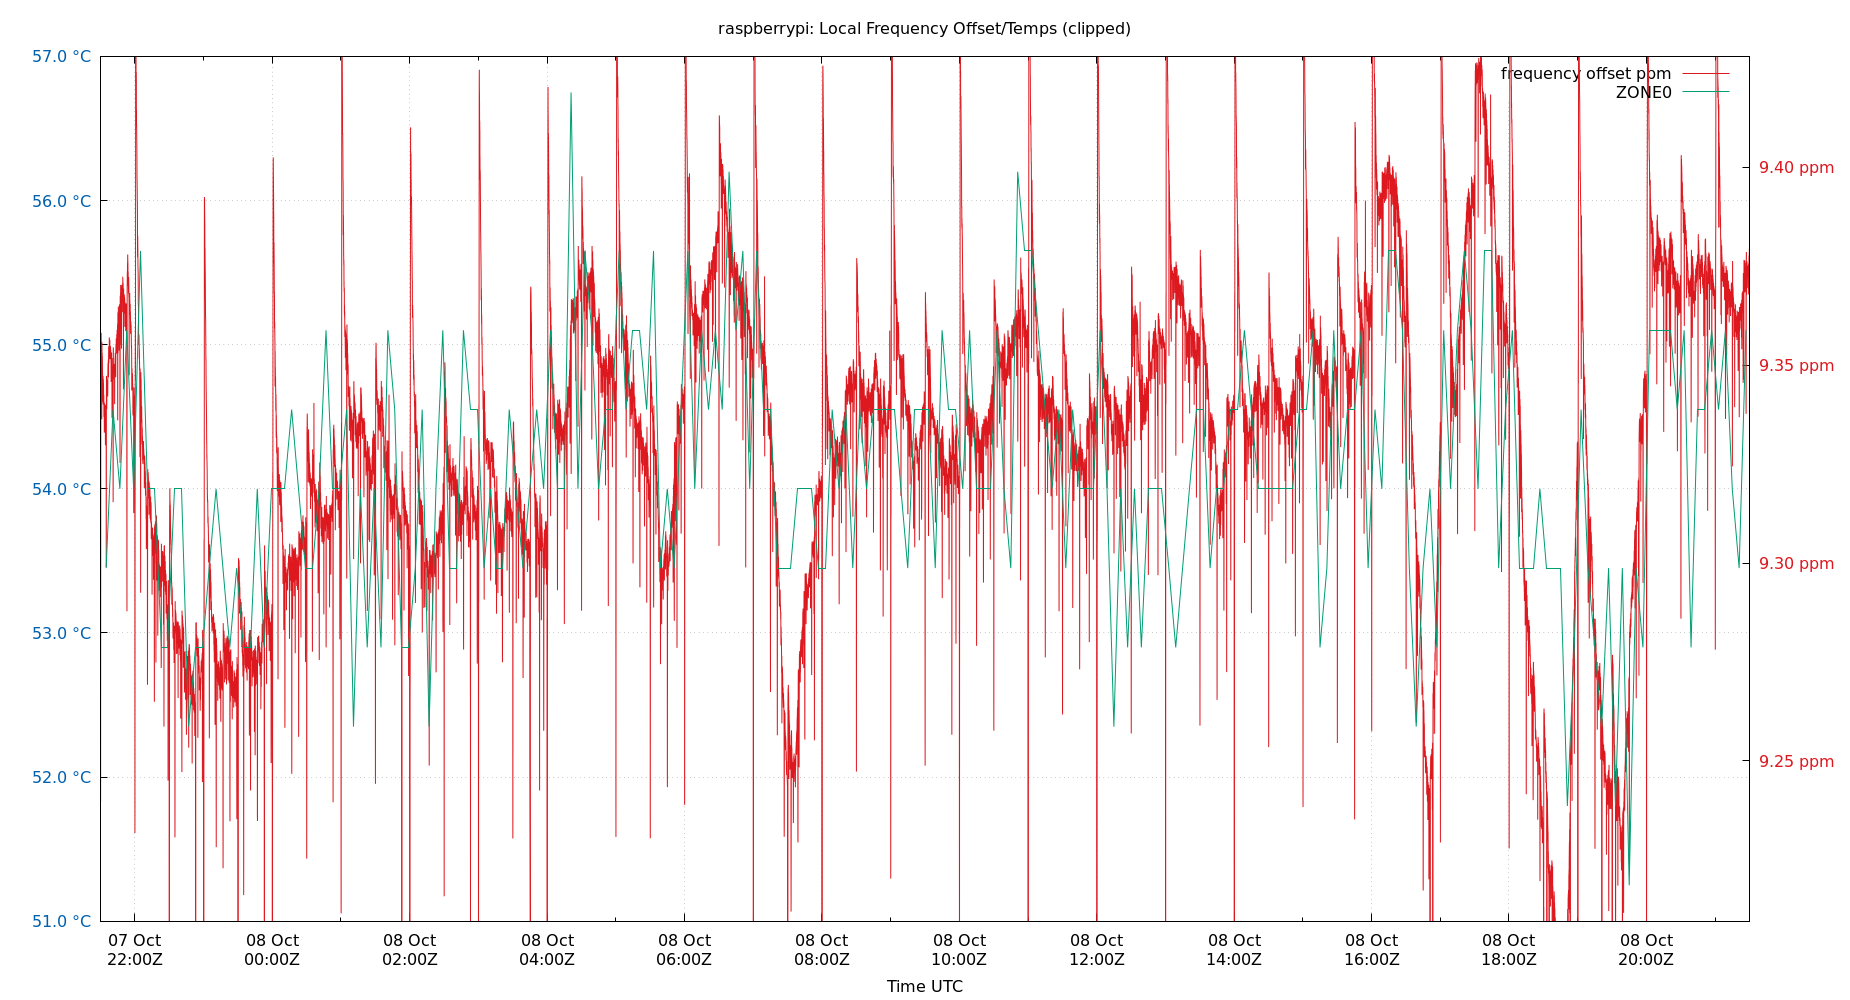 raspberrypi: Local Frequency Offset/Temps (clipped)
57.0 °C
56.0 °C
55.0 °C
54.0 °C
53.0 °C
52.0 °C
51.0 °C
frequency offset ppm
ZONE0
9.40 ppm
9.35 ppm
9.30 ppm
9.25 ppm
07 Oct 08 Oct 08 Oct 08 Oct 08 Oct 08 Oct 08 Oct 08 Oct 08 Oct 08 Oct 08 Oct 08 Oct
22:00Z 00:00Z 02:00Z 04:00Z 06:00Z 08:00Z 10:00Z 12:00Z 14:00Z 16:00Z 18:00Z 20:00Z
Time UTC